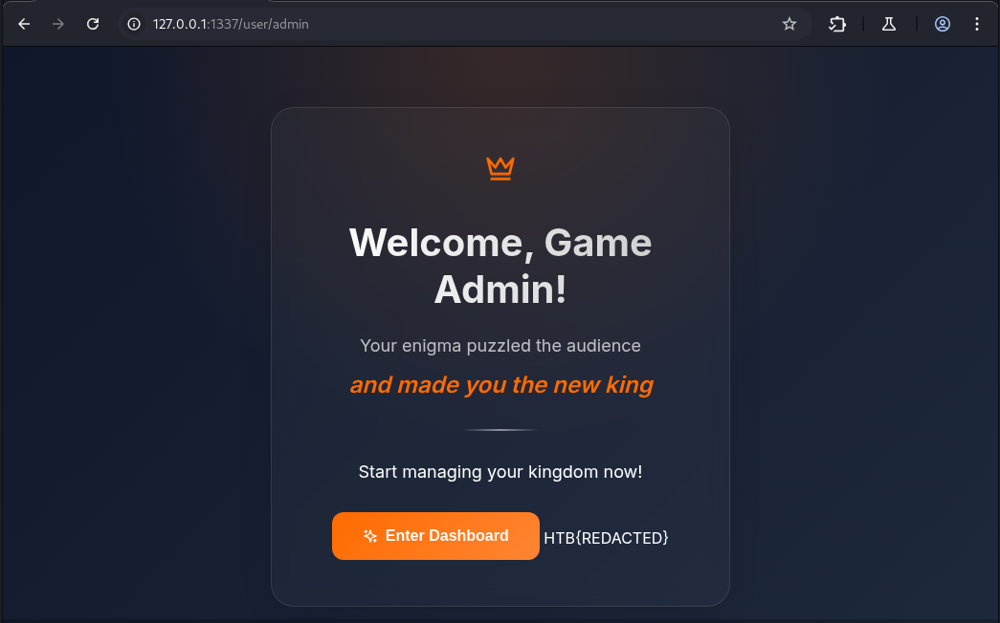 127.0.0.1:1337/user/admin
Welcome, Game
Admin!
Your enigma puzzled the audience
and made you the new king
Start managing your kingdom now!
Enter Dashboard HTB{REDACTED}